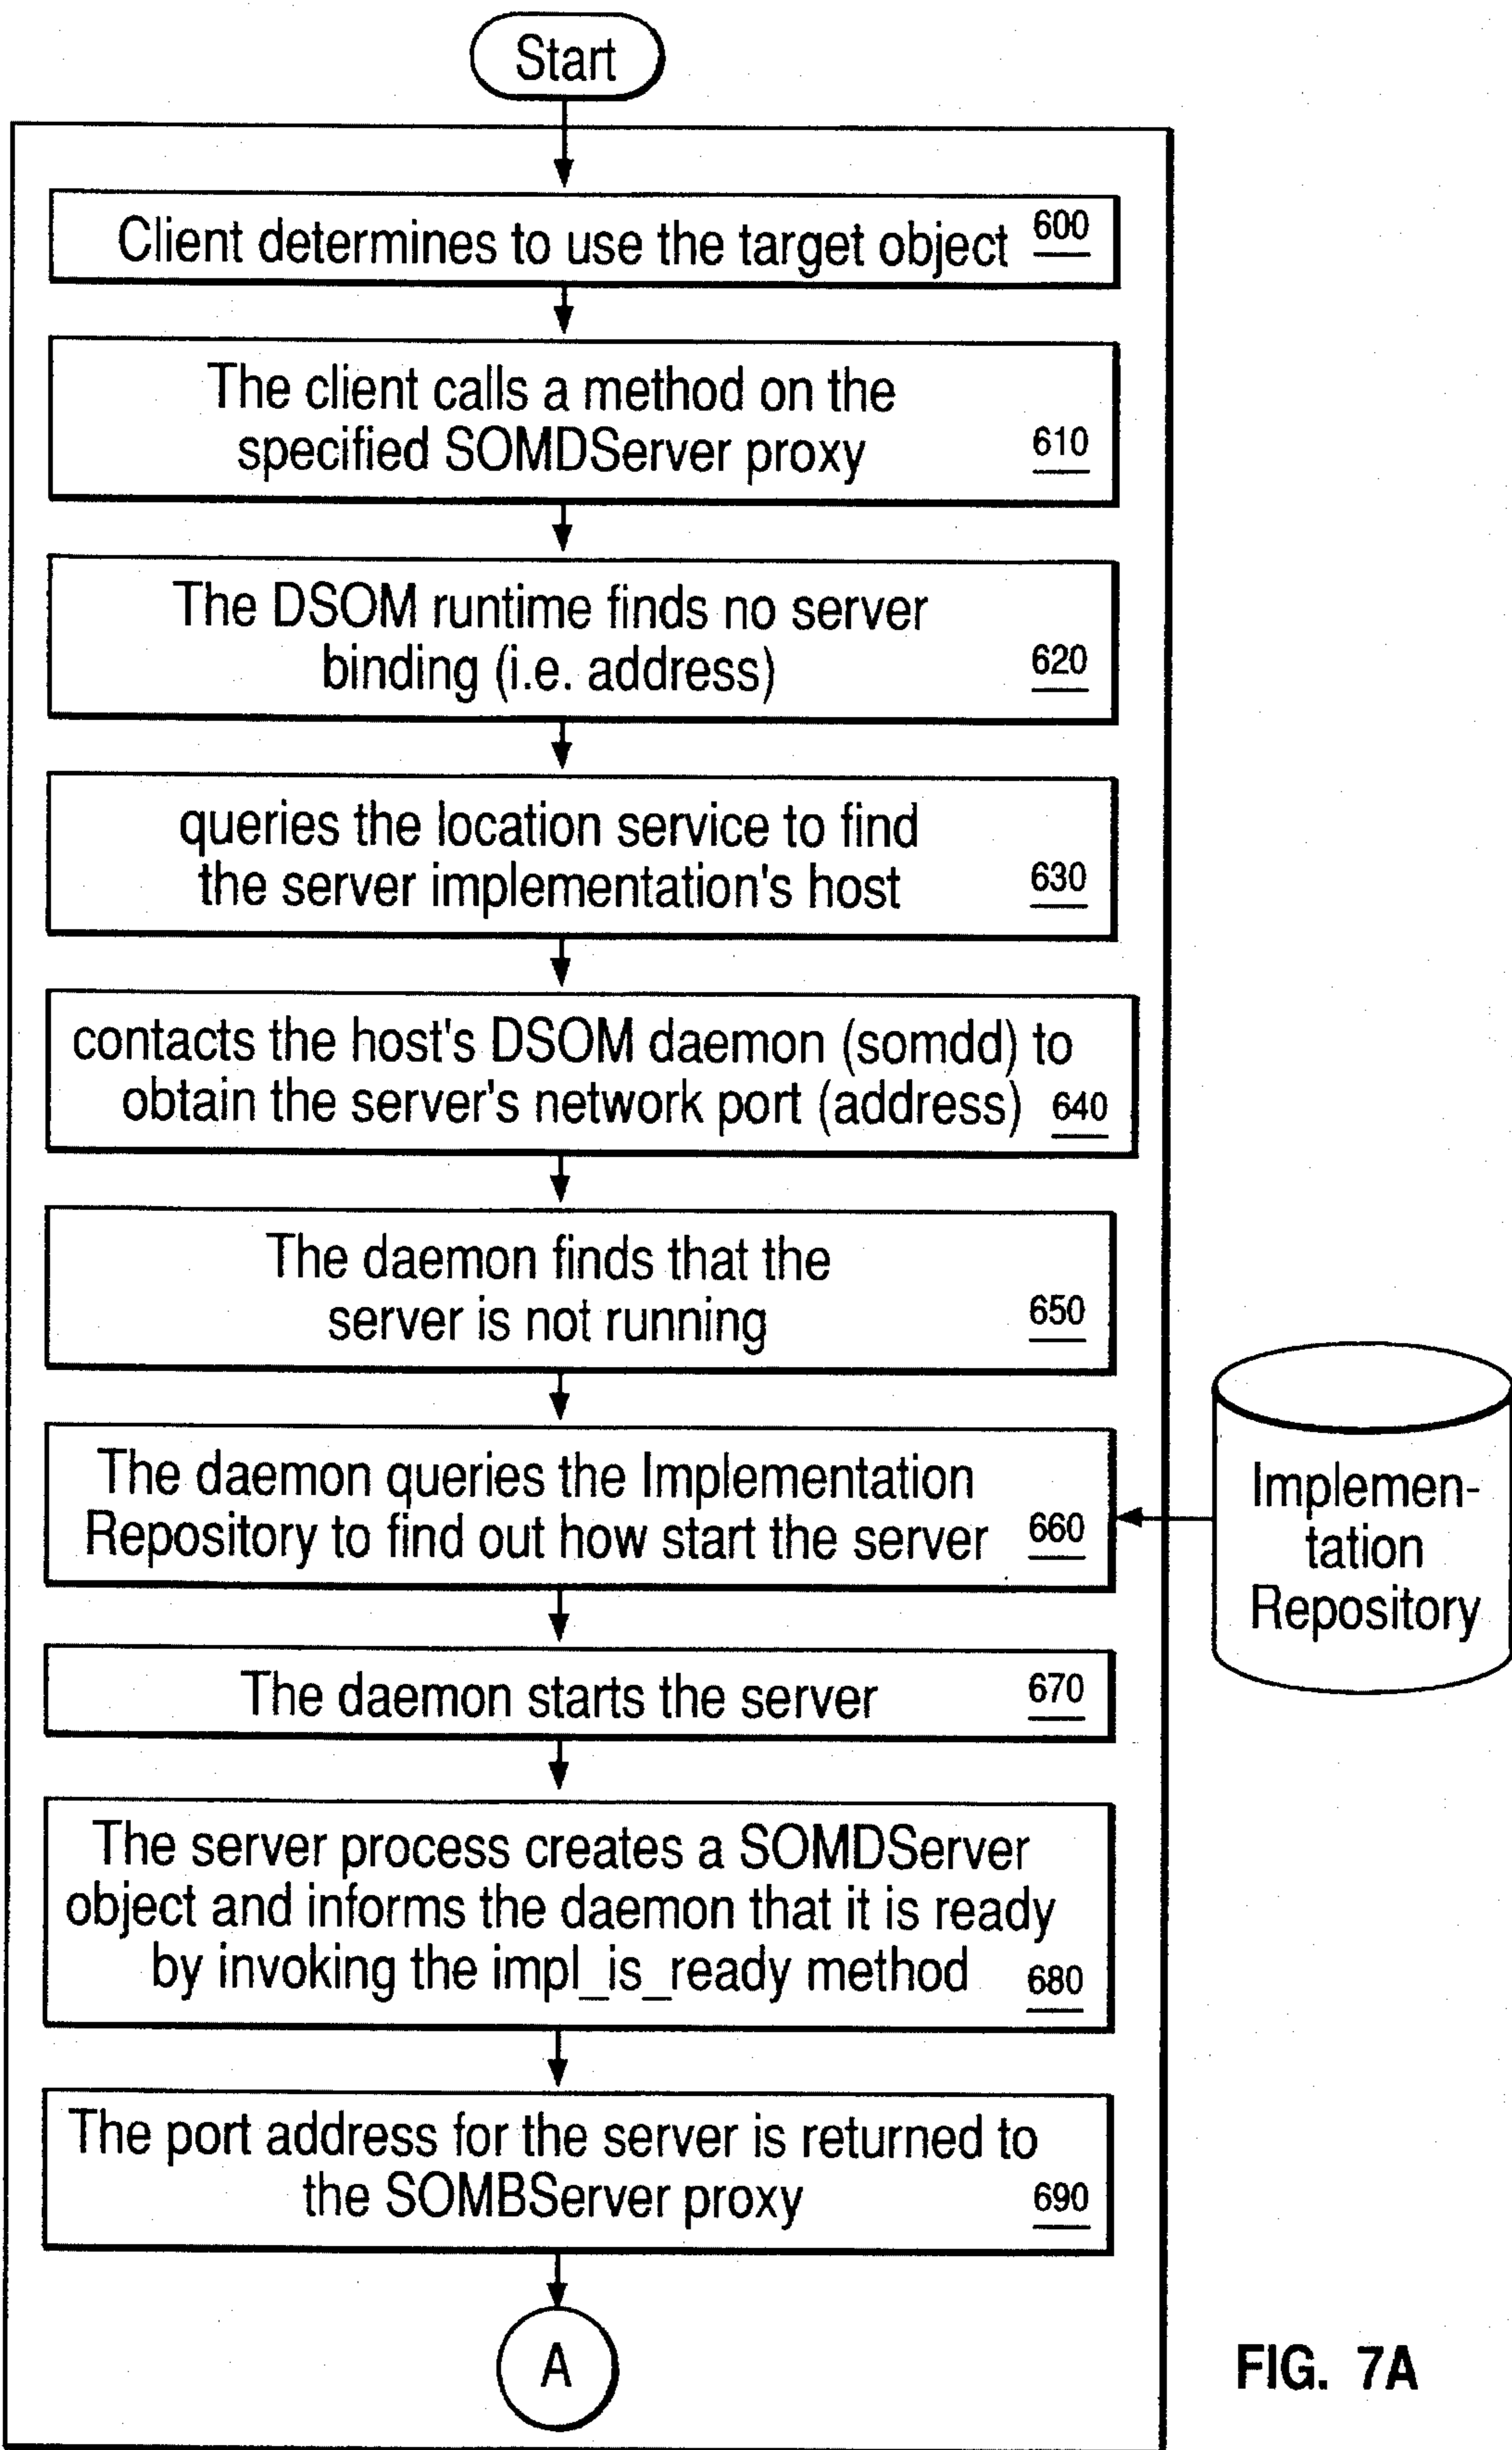 Start
Client determines to use the target object 600
The client calls a method on the
specified SOMDServer proxy 610
The DSOM runtime finds no server
binding (i.e. address) 620
queries the location service to find
the server implementation's host 630
contacts the host's DSOM daemon (somdd) to
obtain the server's network port (address) 640
The daemon finds that the
server is not running 650
The daemon queries the Implementation
Repository to find out how start the server 660
Implemen-
tation
Repository
The daemon starts the server 670
The server process creates a SOMDServer
object and informs the daemon that it is ready
by invoking the impl_is_ready method 680
The port address for the server is returned to
the SOMBServer proxy 690
A
FIG. 7A